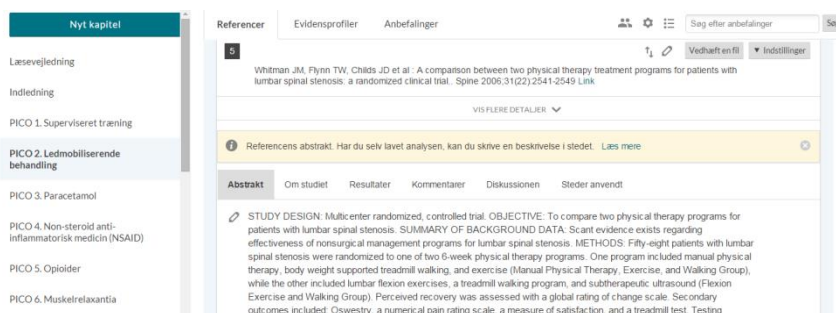 Nyt kapitel
Læsevejledning
Indledning
PICO 1. Superviseret træning
PICO 2. Ledmobiliserende
behandling
PICO 3. Paracetamol
PICO 4. Non-steroid anti-
inflammatorisk medicin (NSAID)
PICO 5. Opioider
PICO 6. Muskelrelaxantia
Referencer Evidensprofiler Anbefalinger Søg efter anbefalinger
5 Vedhæft en fil Indstillinger
Whitman JM, Flynn TW, Childs JD et al : A comparison between two physical therapy treatment programs for patients with
lumbar spinal stenosis: a randomized clinical trial.. Spine 2006;31(22):2541-2549 Link
VIS FLERE DETALJER
Referencens abstrakt. Har du selv lavet analysen, kan du skrive en beskrivelse i stedet. Læs mere
Abstrakt Om studiet Resultater Kommentarer Diskussionen Steder anvendt
STUDY DESIGN: Multicenter randomized, controlled trial. OBJECTIVE: To compare two physical therapy programs for
patients with lumbar spinal stenosis. SUMMARY OF BACKGROUND DATA: Scant evidence exists regarding
effectiveness of nonsurgical management programs for lumbar spinal stenosis. METHODS: Fifty-eight patients with lumbar
spinal stenosis were randomized to one of two 6-week physical therapy programs. One program included manual physical
therapy, body weight supported treadmill walking, and exercise (Manual Physical Therapy, Exercise, and Walking Group),
while the other included lumbar flexion exercises, a treadmill walking program, and subtherapeutic ultrasound (Flexion
Exercise and Walking Group). Perceived recovery was assessed with a global rating of change scale. Secondary
outcomes included: Oswestry, a numerical pain rating scale, a measure of satisfaction, and a treadmill test. Testing